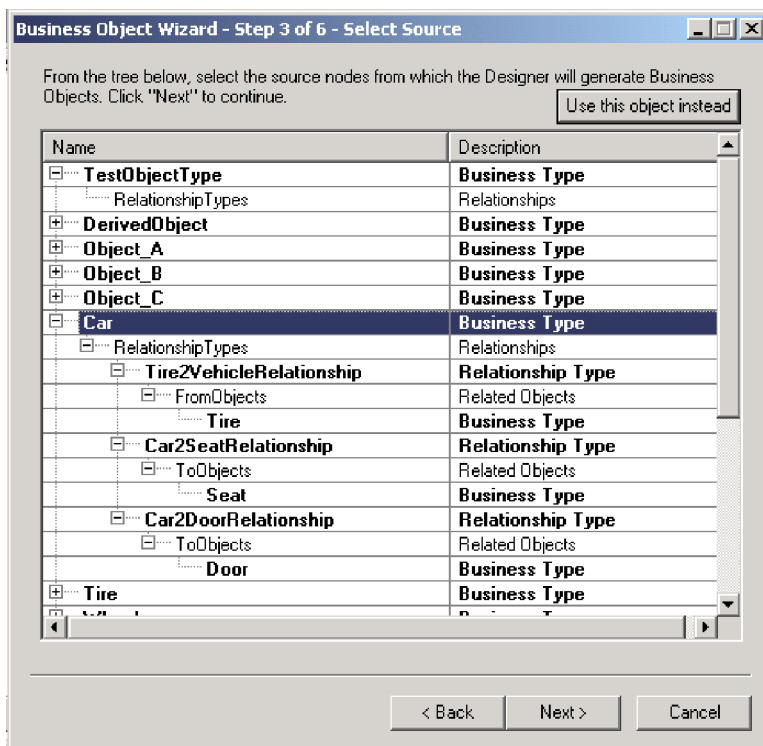 Business Object Wizard - Step 3 of 6 - Select Source
From the tree below, select the source nodes from which the Designer will generate Business
Objects. Click "Next" to continue.
Use this object instead
Name Description
TestObjectType Business Type
RelationshipTypes Relationships
DerivedObject Business Type
Object_A Business Type
Object_B Business Type
Object_C Business Type
Car Business Type
RelationshipTypes Relationships
Tire2VehicleRelationship Relationship Type
FromObjects Related Objects
Tire Business Type
Car2SeatRelationship Relationship Type
ToObjects Related Objects
Seat Business Type
Car2DoorRelationship Relationship Type
ToObjects Related Objects
Door Business Type
Tire Business Type
< Back Next > Cancel